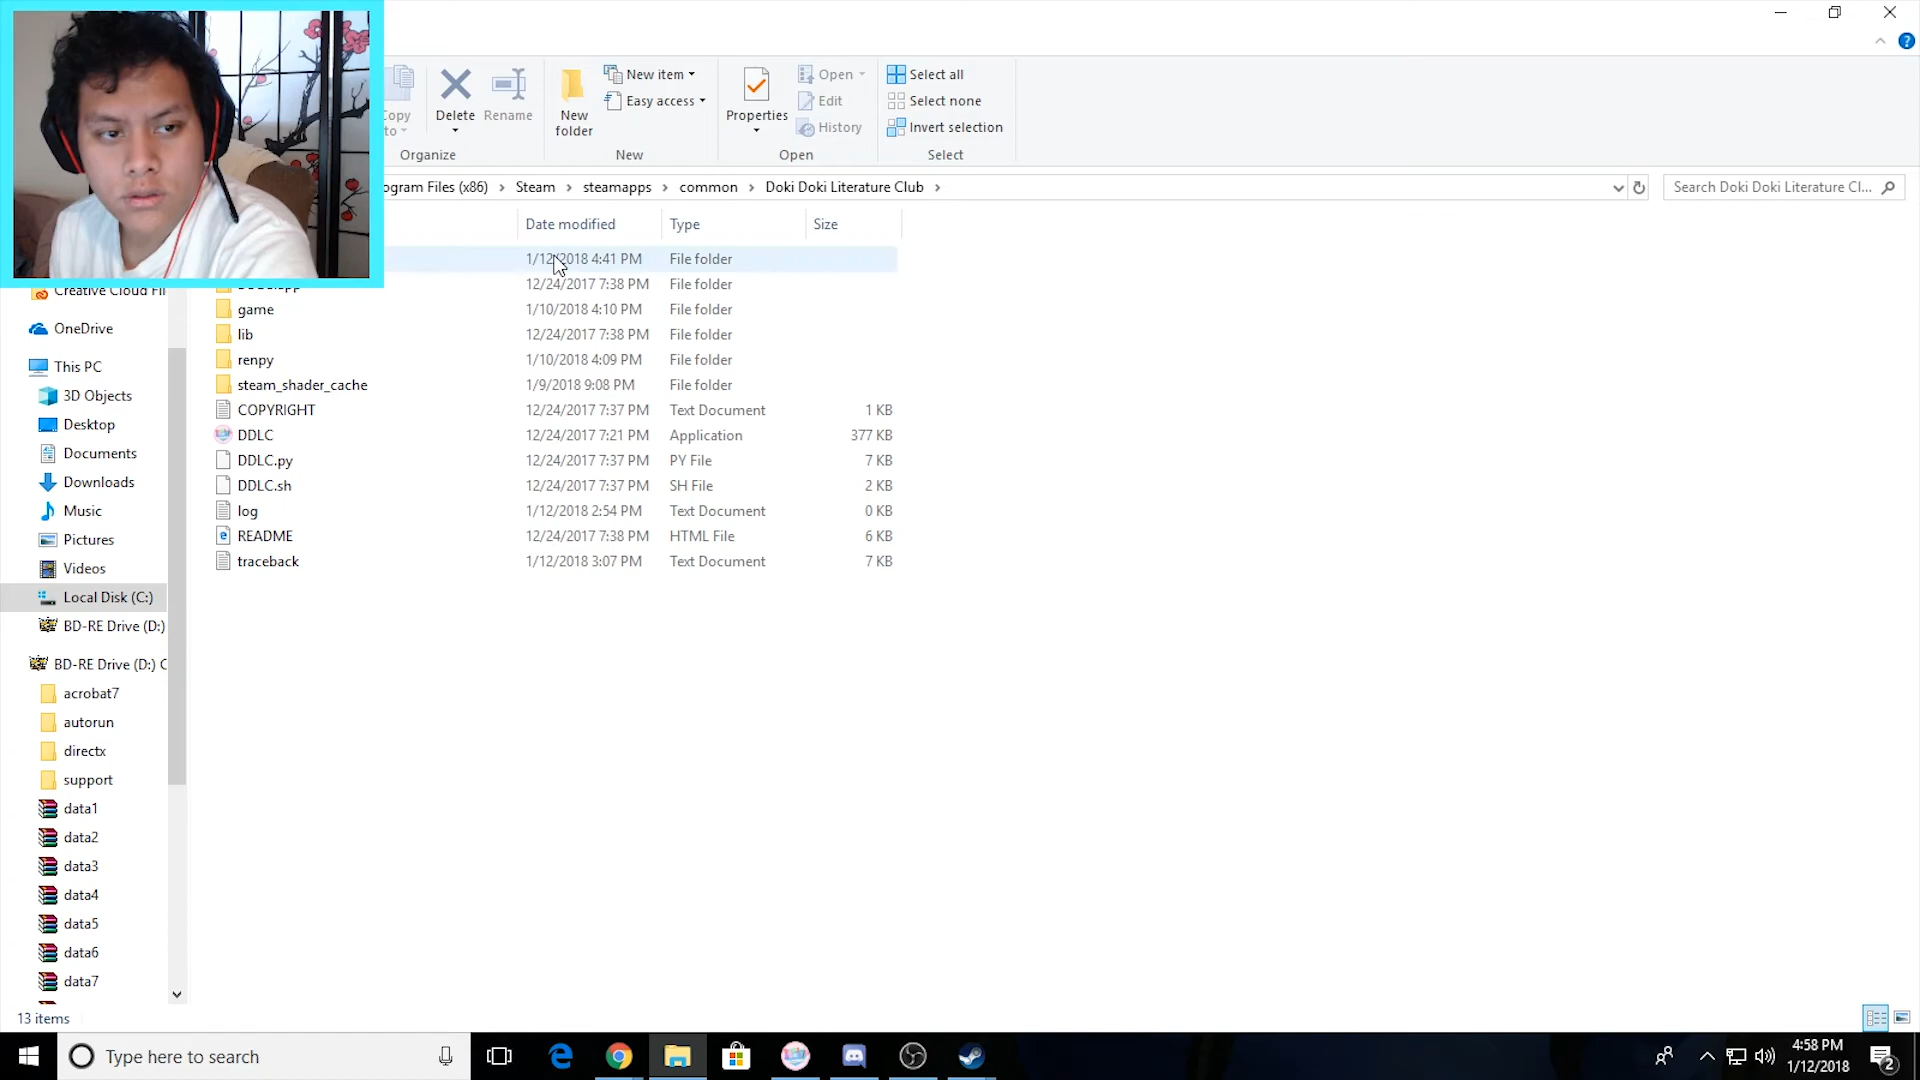 New item
Easy access
Delete
Rename
New
folder
Properties
Open
Edit
History
Select all
Select none
Invert selection
Organize
New
Open
Select
ogram Files (x86) > Steam > steamapps > common > Doki Doki Literature Club >
Search Doki Doki Literature Cl...
Date modified Type Size
1/12/2018 4:41 PM File folder
12/24/2017 7:38 PM File folder
game 1/10/2018 4:10 PM File folder
lib 12/24/2017 7:38 PM File folder
renpy 1/10/2018 4:09 PM File folder
steam_shader_cache 1/9/2018 9:08 PM File folder
COPYRIGHT 12/24/2017 7:37 PM Text Document 1 KB
DDLC 12/24/2017 7:21 PM Application 377 KB
DDLC.py 12/24/2017 7:37 PM PY File 7 KB
DDLC.sh 12/24/2017 7:37 PM SH File 2 KB
log 1/12/2018 2:54 PM Text Document 0 KB
README 12/24/2017 7:38 PM HTML File 6 KB
traceback 1/12/2018 3:07 PM Text Document 7 KB
Creative Cloud Fil
OneDrive
This PC
3D Objects
Desktop
Documents
Downloads
Music
Pictures
Videos
Local Disk (C:)
BD-RE Drive (D:)
BD-RE Drive (D:) C
acrobat7
autorun
directx
support
data1
data2
data3
data4
data5
data6
data7
13 items
Type here to search
4:58 PM
1/12/2018
2